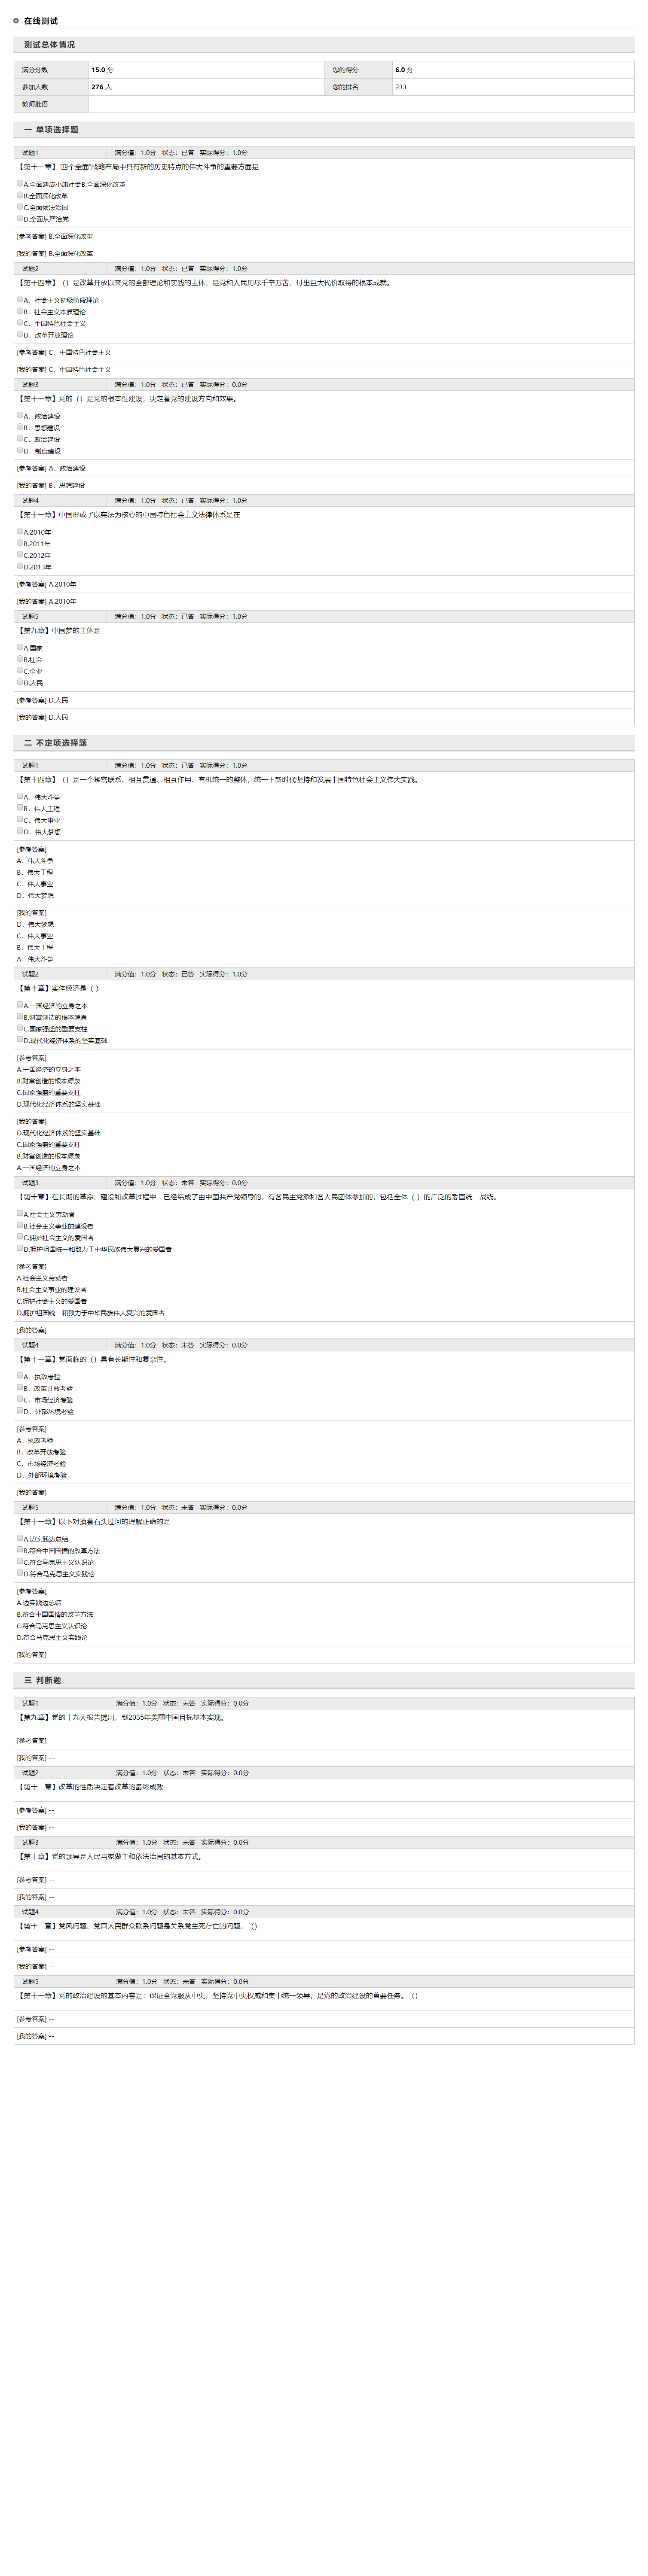 在线测试
测试总体情况
满分分数 15.0 分 您的得分 6.0 分
参加人数 276 人 您的排名 233
教师批语
一 单项选择题
试题1 满分值：1.0分 状态：已答 实际得分：1.0分
【第十一章】“四个全面”战略布局中具有新的历史特点的伟大斗争的重要方面是
A.全面建成小康社会B.全面深化改革
B.全面深化改革
C.全面依法治国
D.全面从严治党
[参考答案] B.全面深化改革
[我的答案] B.全面深化改革
试题2 满分值：1.0分 状态：已答 实际得分：1.0分
【第十四章】（）是改革开放以来党的全部理论和实践的主体，是党和人民历尽千辛万苦，付出巨大代价取得的根本成就。
A．社会主义初级阶段理论
B．社会主义本质理论
C．中国特色社会主义
D．改革开放理论
[参考答案] C．中国特色社会主义
[我的答案] C．中国特色社会主义
试题3 满分值：1.0分 状态：已答 实际得分：0.0分
【第十一章】党的（）是党的根本性建设，决定着党的建设方向和效果。
A．政治建设
B．思想建设
C．政治建设
D．制度建设
[参考答案] A．政治建设
[我的答案] B．思想建设
试题4 满分值：1.0分 状态：已答 实际得分：1.0分
【第十一章】中国形成了以宪法为核心的中国特色社会主义法律体系是在
A.2010年
B.2011年
C.2012年
D.2013年
[参考答案] A.2010年
[我的答案] A.2010年
试题5 满分值：1.0分 状态：已答 实际得分：1.0分
【第九章】中国梦的主体是
A.国家
B.社会
C.企业
D.人民
[参考答案] D.人民
[我的答案] D.人民
二 不定项选择题
试题1 满分值：1.0分 状态：已答 实际得分：1.0分
【第十四章】（）是一个紧密联系、相互贯通、相互作用、有机统一的整体，统一于新时代坚持和发展中国特色社会主义伟大实践。
A．伟大斗争
B．伟大工程
C．伟大事业
D．伟大梦想
[参考答案]
A．伟大斗争
B．伟大工程
C．伟大事业
D．伟大梦想
[我的答案]
D．伟大梦想
C．伟大事业
B．伟大工程
A．伟大斗争
试题2 满分值：1.0分 状态：已答 实际得分：1.0分
【第十章】实体经济是（ ）
A.一国经济的立身之本
B.财富创造的根本源泉
C.国家强盛的重要支柱
D.现代化经济体系的坚实基础
[参考答案]
A.一国经济的立身之本
B.财富创造的根本源泉
C.国家强盛的重要支柱
D.现代化经济体系的坚实基础
[我的答案]
D.现代化经济体系的坚实基础
C.国家强盛的重要支柱
B.财富创造的根本源泉
A.一国经济的立身之本
试题3 满分值：1.0分 状态：未答 实际得分：0.0分
【第十章】在长期的革命、建设和改革过程中，已经结成了由中国共产党领导的，有各民主党派和各人民团体参加的，包括全体（ ）的广泛的爱国统一战线。
A.社会主义劳动者
B.社会主义事业的建设者
C.拥护社会主义的爱国者
D.拥护祖国统一和致力于中华民族伟大复兴的爱国者
[参考答案]
A.社会主义劳动者
B.社会主义事业的建设者
C.拥护社会主义的爱国者
D.拥护祖国统一和致力于中华民族伟大复兴的爱国者
[我的答案]
试题4 满分值：1.0分 状态：未答 实际得分：0.0分
【第十一章】党面临的（）具有长期性和复杂性。
A．执政考验
B．改革开放考验
C．市场经济考验
D．外部环境考验
[参考答案]
A．执政考验
B．改革开放考验
C．市场经济考验
D．外部环境考验
[我的答案]
试题5 满分值：1.0分 状态：未答 实际得分：0.0分
【第十一章】以下对摸着石头过河的理解正确的是
A.边实践边总结
B.符合中国国情的改革方法
C.符合马克思主义认识论
D.符合马克思主义实践论
[参考答案]
A.边实践边总结
B.符合中国国情的改革方法
C.符合马克思主义认识论
D.符合马克思主义实践论
[我的答案]
三 判断题
试题1 满分值：1.0分 状态：未答 实际得分：0.0分
【第九章】党的十九大报告提出，到2035年美丽中国目标基本实现。
[参考答案] --
[我的答案] --
试题2 满分值：1.0分 状态：未答 实际得分：0.0分
【第十一章】改革的性质决定着改革的最终成败
[参考答案] --
[我的答案] --
试题3 满分值：1.0分 状态：未答 实际得分：0.0分
【第十章】党的领导是人民当家做主和依法治国的基本方式。
[参考答案] --
[我的答案] --
试题4 满分值：1.0分 状态：未答 实际得分：0.0分
【第十一章】党风问题、党同人民群众联系问题是关系党生死存亡的问题。（）
[参考答案] --
[我的答案] --
试题5 满分值：1.0分 状态：未答 实际得分：0.0分
【第十一章】党的政治建设的基本内容是：保证全党服从中央，坚持党中央权威和集中统一领导，是党的政治建设的首要任务。（）
[参考答案] --
[我的答案] --